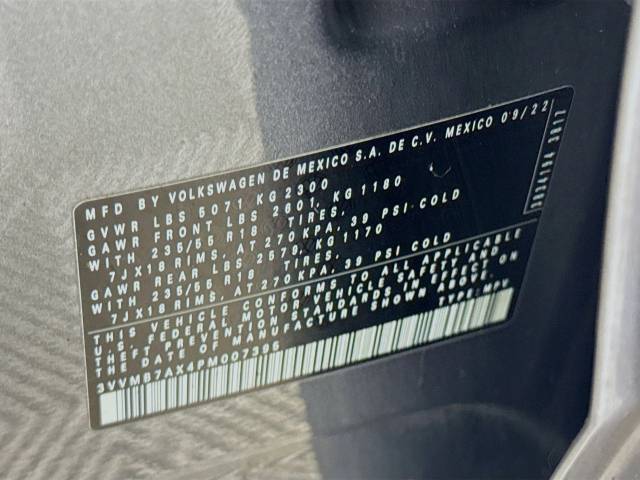 MFD BY VOLKSWAGEN DE MEXICO S.A. DE C.V. MEXICO 09/22
GVWR LBS 5071 KG 2300
GAWR FRONT LBS 2601, KG 1180
WITH 235/55 R18 TIRES,
7JX18 RIMS, AT 270 KPA, 39 PSI COLD
GAWR REAR LBS 2579, KG 1170
WITH 235/55 R18 TIRES,
7JX18 RIMS, AT 270 KPA, 39 PSI COLD
THIS VEHICLE CONFORMS TO ALL APPLICABLE
U.S. FEDERAL MOTOR VEHICLE SAFETY AND
THEFT PREVENTION STANDARDS IN EFFECT ON
THE DATE OF MANUFACTURE SHOWN ABOVE.
3VVMB7AX4PM007395 TYPE: MPV